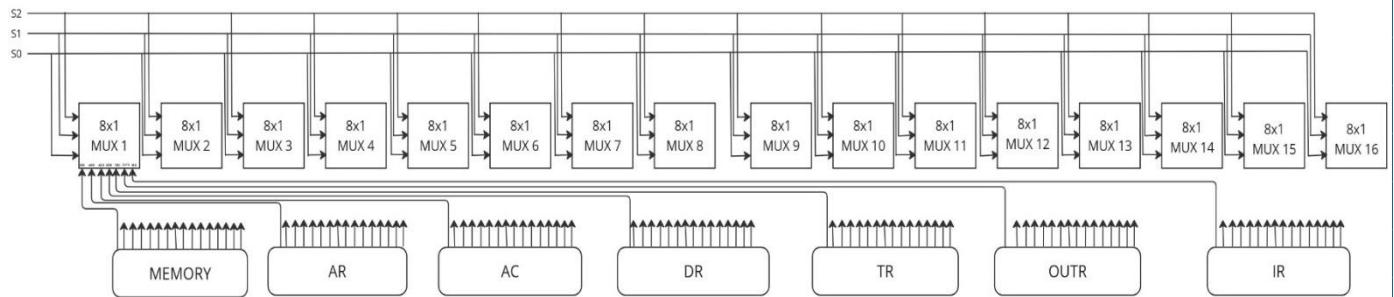 S2
S1
S0
8x1
MUX 1
8x1
MUX 2
8x1
MUX 3
8x1
MUX 4
8x1
MUX 5
8x1
MUX 6
8x1
MUX 7
8x1
MUX 8
8x1
MUX 9
8x1
MUX 10
8x1
MUX 11
8x1
MUX 12
8x1
MUX 13
8x1
MUX 14
8x1
MUX 15
8x1
MUX 16
MEMORY
AR
AC
DR
TR
OUTR
IR